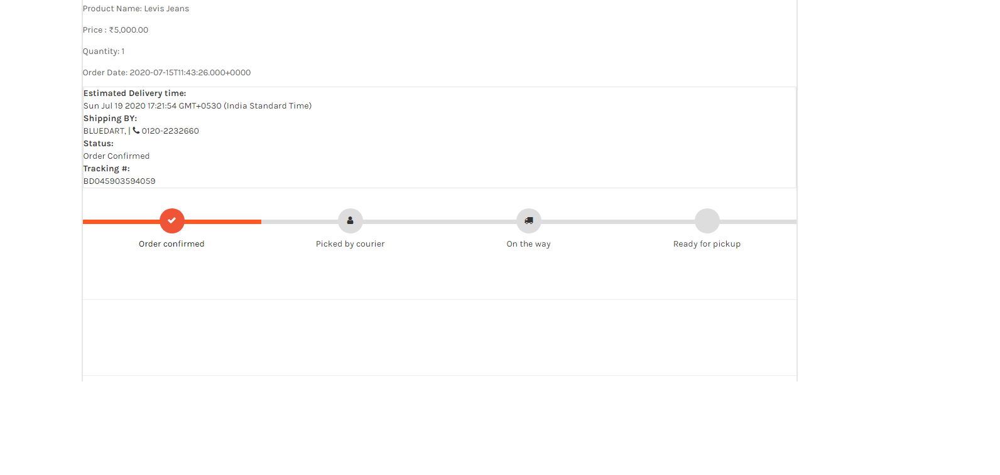 Product Name: Levis Jeans
Price : ₹5,000.00
Quantity: 1
Order Date: 2020-07-15T11:43:26.000+0000
Estimated Delivery time:
Sun Jul 19 2020 17:21:54 GMT+0530 (India Standard Time)
Shipping BY:
BLUEDART, | 0120-2232660
Status:
Order Confirmed
Tracking #:
BD045903594059
Order confirmed
Picked by courier
On the way
Ready for pickup